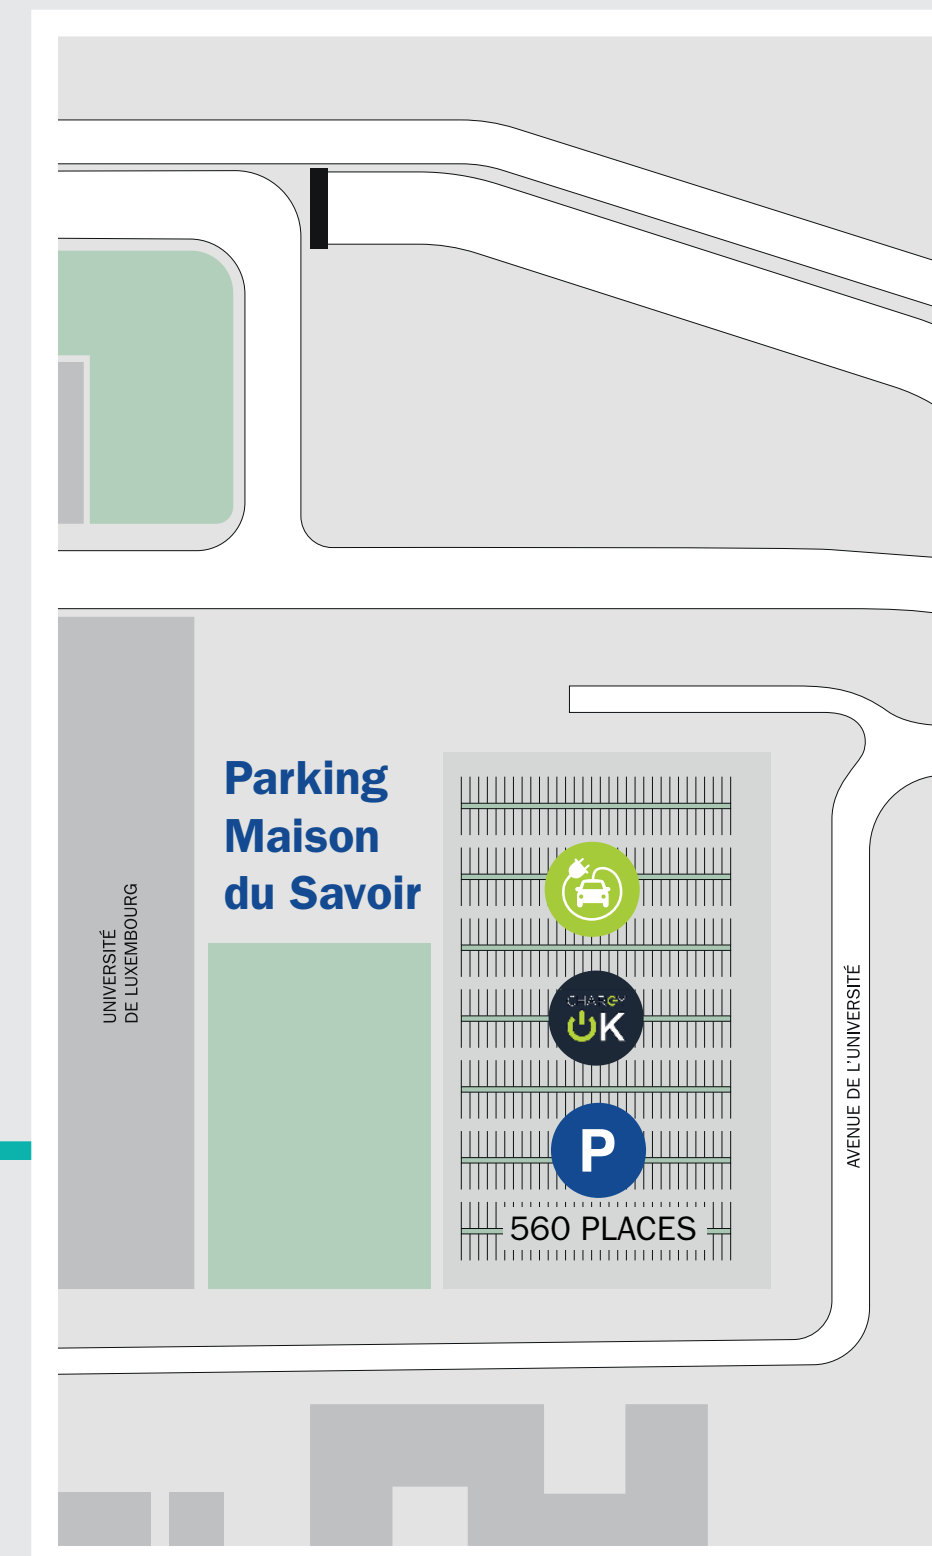 Parking
Maison
du Savoir
UNIVERSITÉ
DE LUXEMBOURG
CHARGY
OK
P
560 PLACES
AVENUE DE L'UNIVERSITÉ